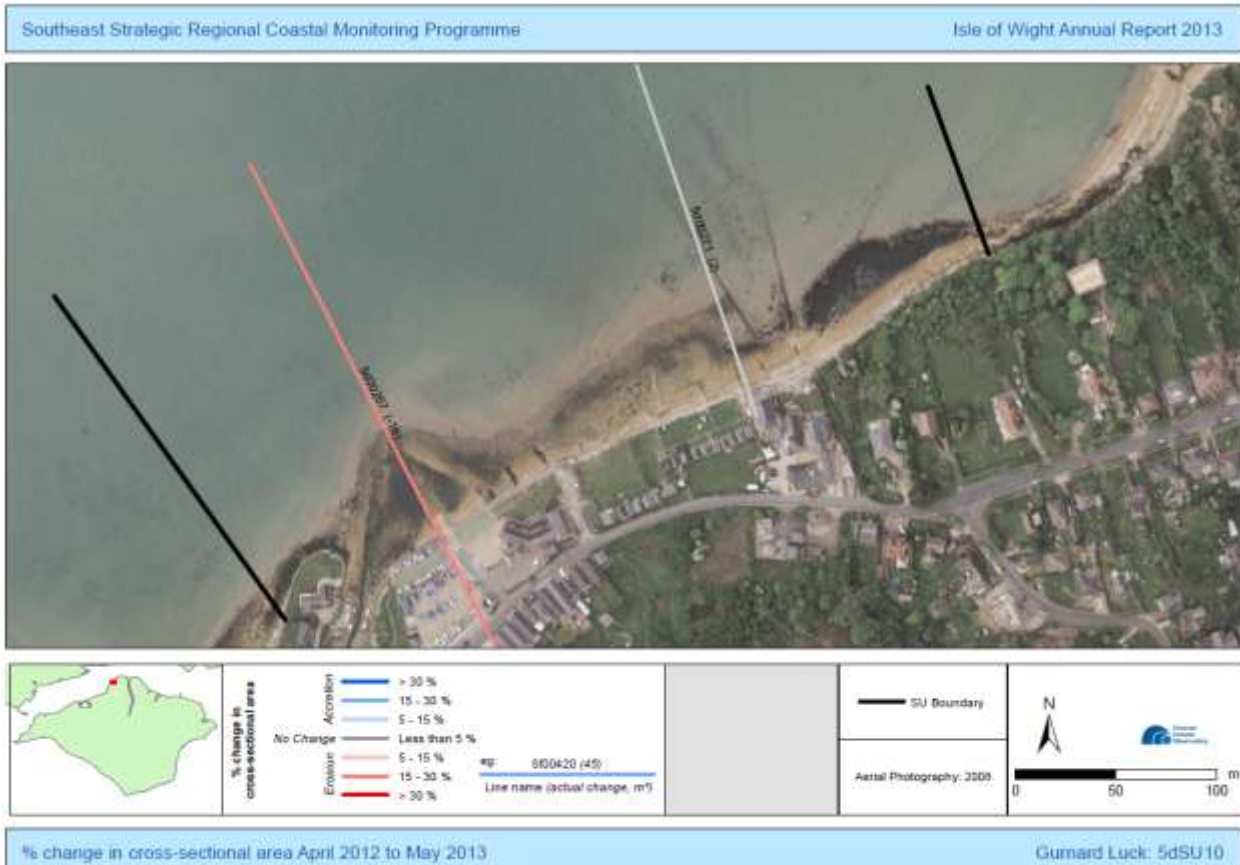 Southeast Strategic Regional Coastal Monitoring Programme
Isle of Wight Annual Report 2013
% change in cross-sectional area
Accretion
No Change
Erosion
> 30 %
15 - 30 %
5 - 15 %
Less than 5 %
5 - 15 %
15 - 30 %
> 30 %
eg:
5f00420 (45)
Line name (actual change, m²)
SU Boundary
Aerial Photography: 2008
N
0 50 100 m
% change in cross-sectional area April 2012 to May 2013
Gurnard Luck: 5dSU10